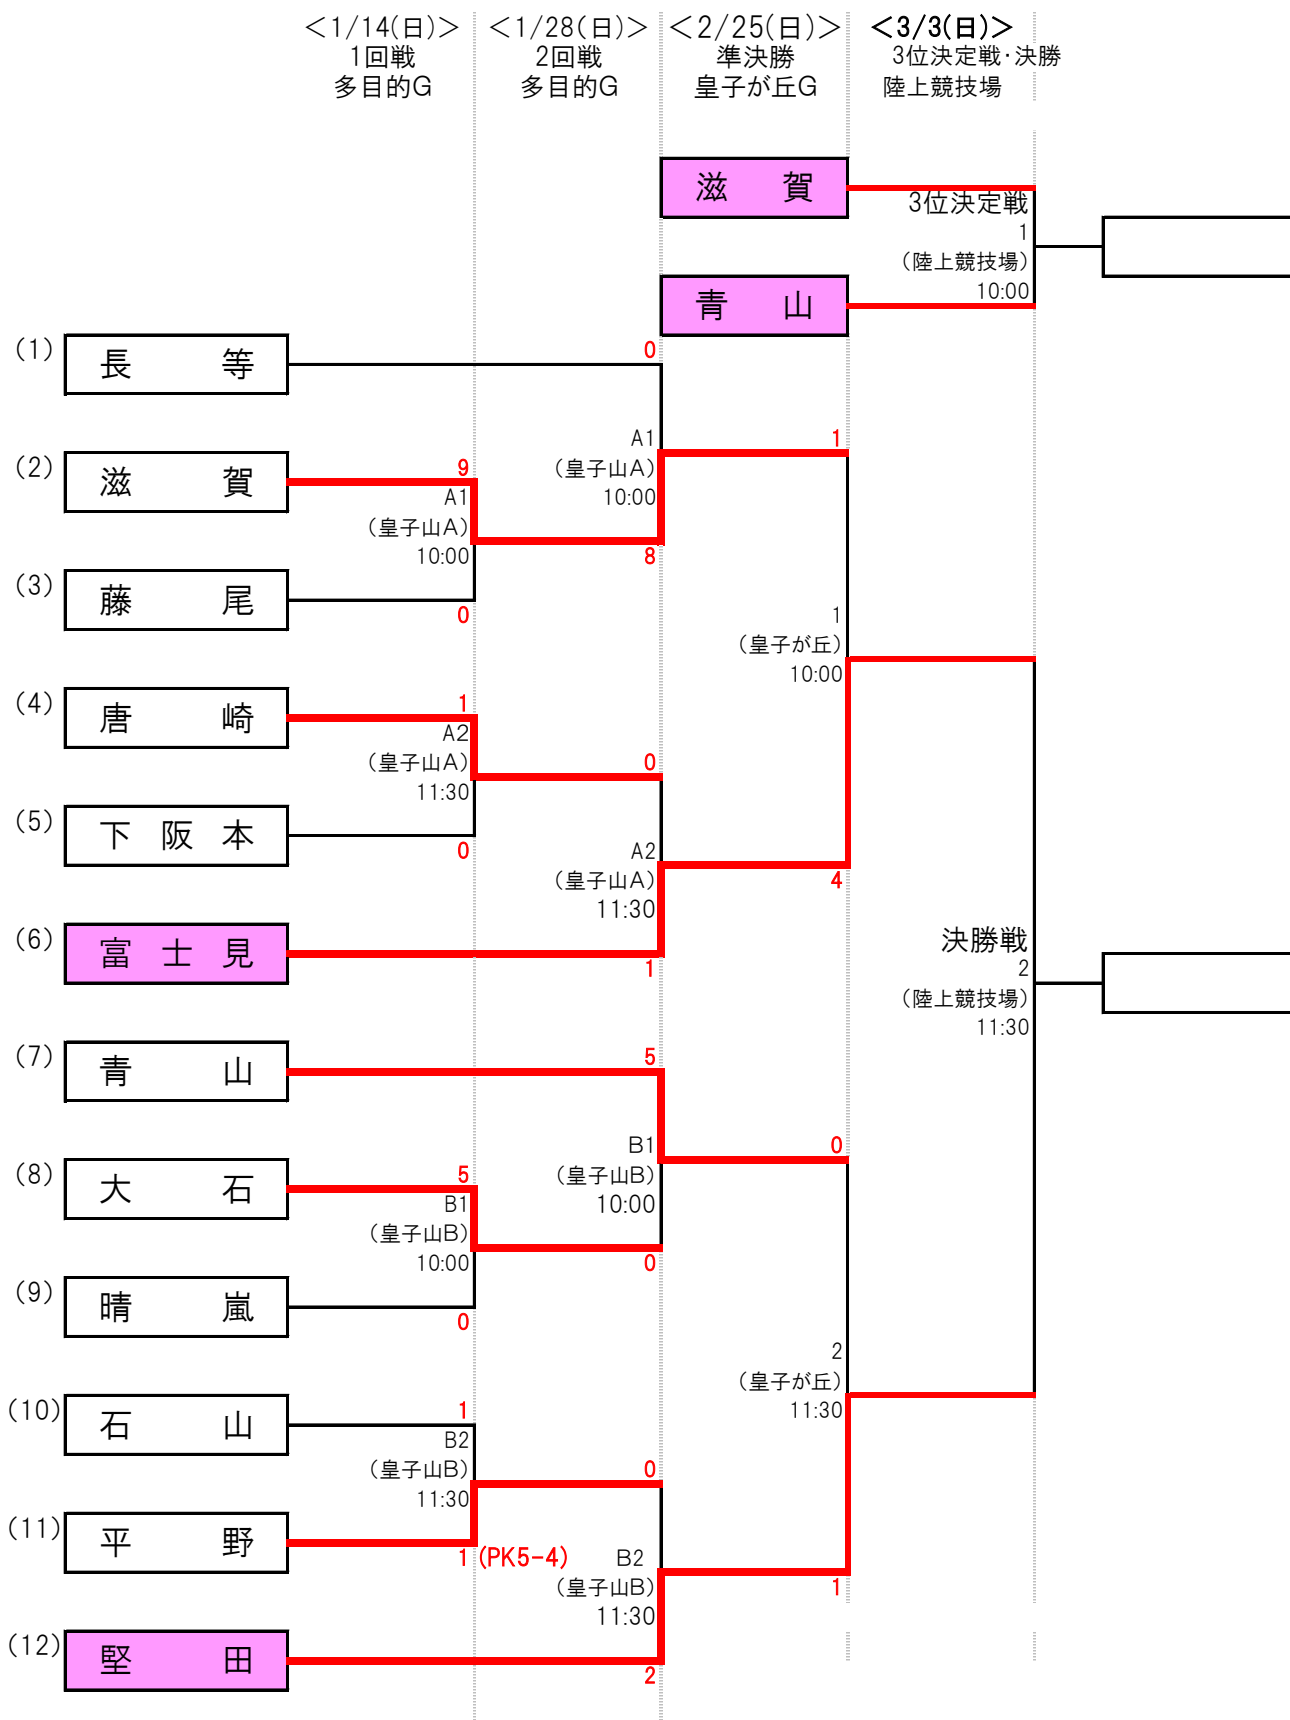 ＜1/14(日)＞ ＜1/28(日)＞ ＜2/25(日)＞ ＜3/3(日)＞
1回戦 2回戦 準決勝 3位決定戦・決勝
多目的G 多目的G 皇子が丘G 陸上競技場
滋 賀
3位決定戦
1
(陸上競技場)
10:00
青 山
(1) 長 等
0
A1
(皇子山A)
10:00
1
(2) 滋 賀
9
A1
(皇子山A)
10:00
8
(3) 藤 尾
0
1
(皇子が丘)
10:00
(4) 唐 崎
1
A2
(皇子山A)
11:30
0
(5) 下 阪 本
0
A2
(皇子山A)
11:30
4
(6) 富 士 見
1
決勝戦
2
(陸上競技場)
11:30
(7) 青 山
5
B1
(皇子山B)
10:00
0
(8) 大 石
5
B1
(皇子山B)
10:00
0
(9) 晴 嵐
0
2
(皇子が丘)
11:30
(10) 石 山
1
B2
(皇子山B)
11:30
0
(11) 平 野
1 (PK5-4)
B2
(皇子山B)
11:30
1
(12) 堅 田
2